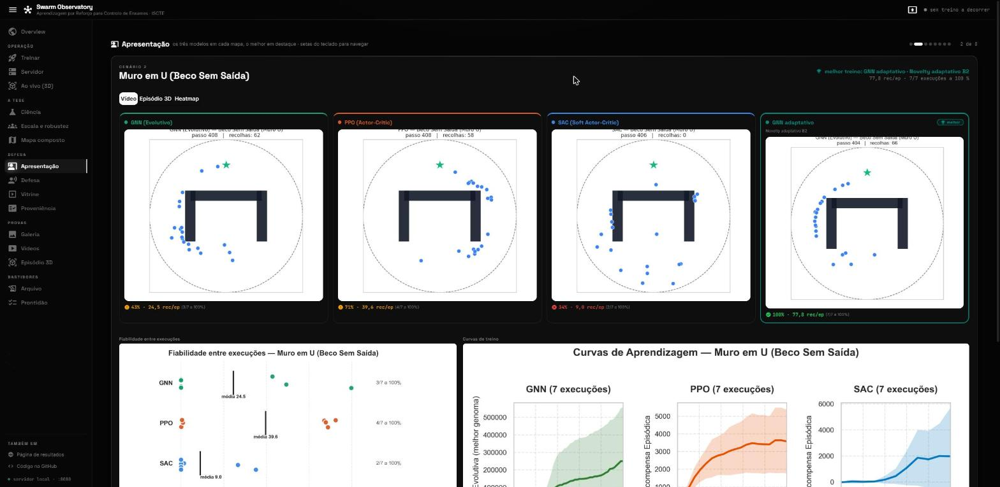 Swarm Observatory
Aprendizagem por Reforço para Controlo de Enxames · ISCTE
sem treino a decorrer
Overview
OPERAÇÃO
Treinar
Servidor
Ao vivo (3D)
A TESE
Ciência
Escala e robustez
Mapa composto
DEFESA
Apresentação
Defesa
Vitrine
Proveniência
PROVAS
Galeria
Vídeos
Episódio 3D
BASTIDORES
Arquivo
Prontidão
TAMBÉM EM
Página de resultados
Código no GitHub
servidor local · :8080
Apresentação os três modelos em cada mapa, o melhor em destaque · setas do teclado para navegar
2 de 8
CENÁRIO 2
Muro em U (Beco Sem Saída)
melhor treino: GNN adaptativo · Novelty adaptativo B2
77,8 rec/ep · 7/7 execuções a 100 %
Vídeo Episódio 3D Heatmap
GNN (Evolutivo)
GNN (Evolutivo) — Beco Sem Saída (Muro U)
passo 408 | recolhas: 62
43% · 24,5 rec/ep (3/7 a 100%)
PPO (Actor-Critic)
PPO — Beco Sem Saída (Muro U)
passo 408 | recolhas: 58
71% · 39,6 rec/ep (4/7 a 100%)
SAC (Soft Actor-Critic)
SAC — Beco Sem Saída (Muro U)
passo 406 | recolhas: 0
34% · 9,0 rec/ep (2/7 a 100%)
GNN adaptativo
melhor
Novelty adaptativo B2
GNN (Evolutivo) — Beco Sem Saída (Muro U)
passo 404 | recolhas: 66
100% · 77,8 rec/ep (7/7 a 100%)
Fiabilidade entre execuções
Fiabilidade entre execuções — Muro em U (Beco Sem Saída)
GNN
média 24.5
3/7 a 100%
PPO
média 39.6
4/7 a 100%
SAC
média 9.0
2/7 a 100%
Curvas de treino
Curvas de Aprendizagem — Muro em U (Beco Sem Saída)
GNN (7 execuções)
Evolutiva (melhor genoma)
500000
400000
300000
200000
100000
PPO (7 execuções)
compensa Episódica
5000
4000
3000
2000
1000
SAC (7 execuções)
compensa Episódica
6000
4000
2000
0